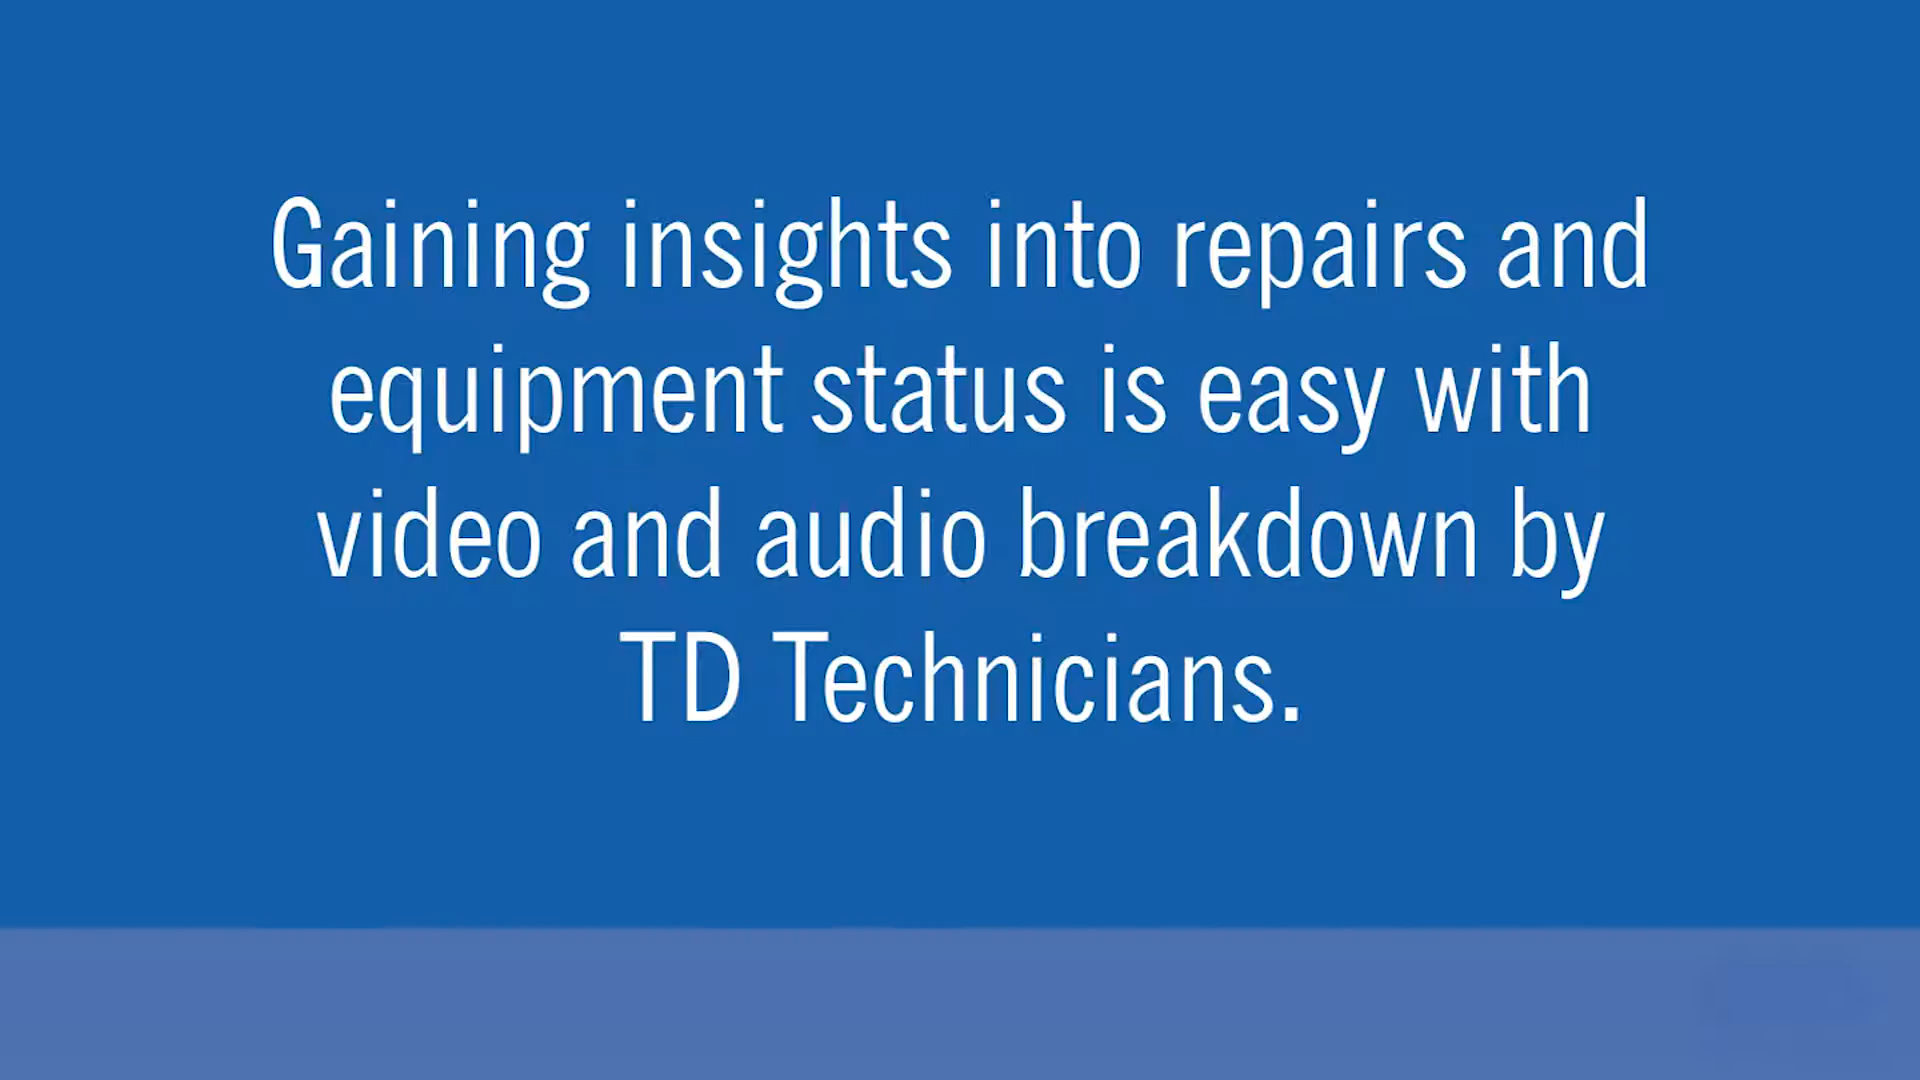 Gaining insights into repairs and
equipment status is easy with
video and audio breakdown by
TD Technicians.